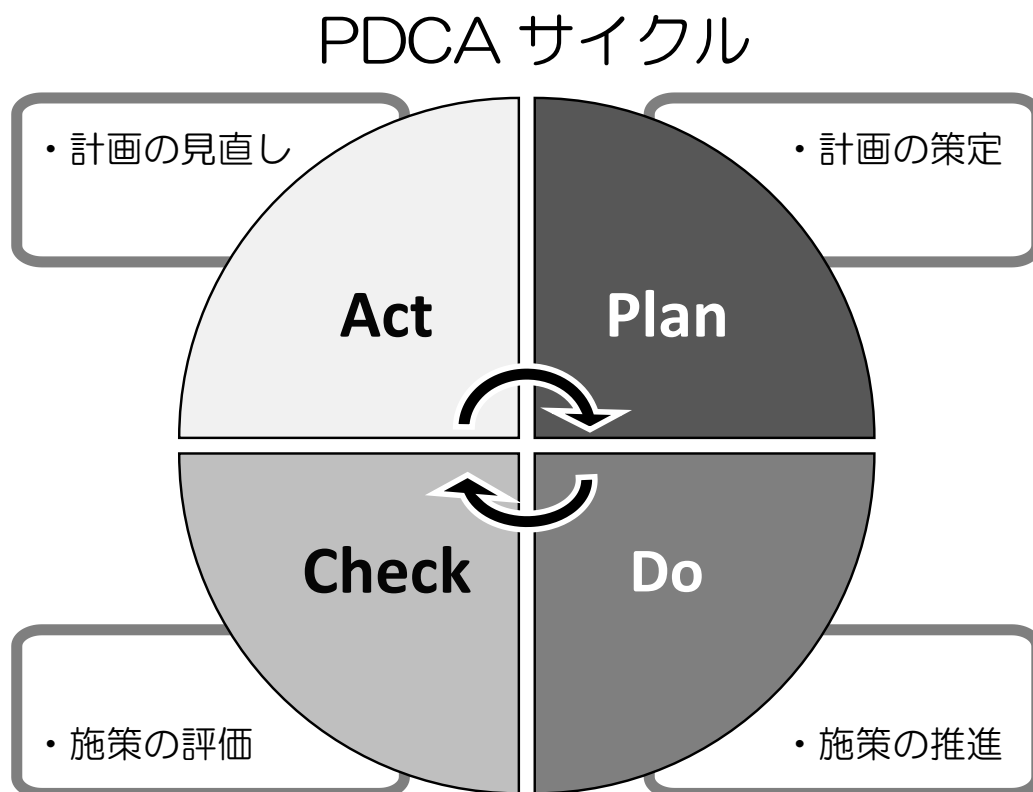 PDCA サイクル
・計画の見直し
・計画の策定
Act
Plan
Check
Do
・施策の評価
・施策の推進